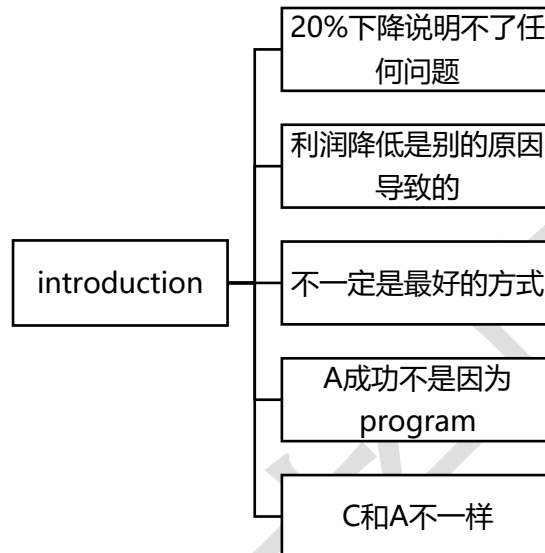 20%下降说明不了任
何问题
利润降低是别的原因
导致的
introduction
不一定是最好的方式
A成功不是因为
program
C和A不一样